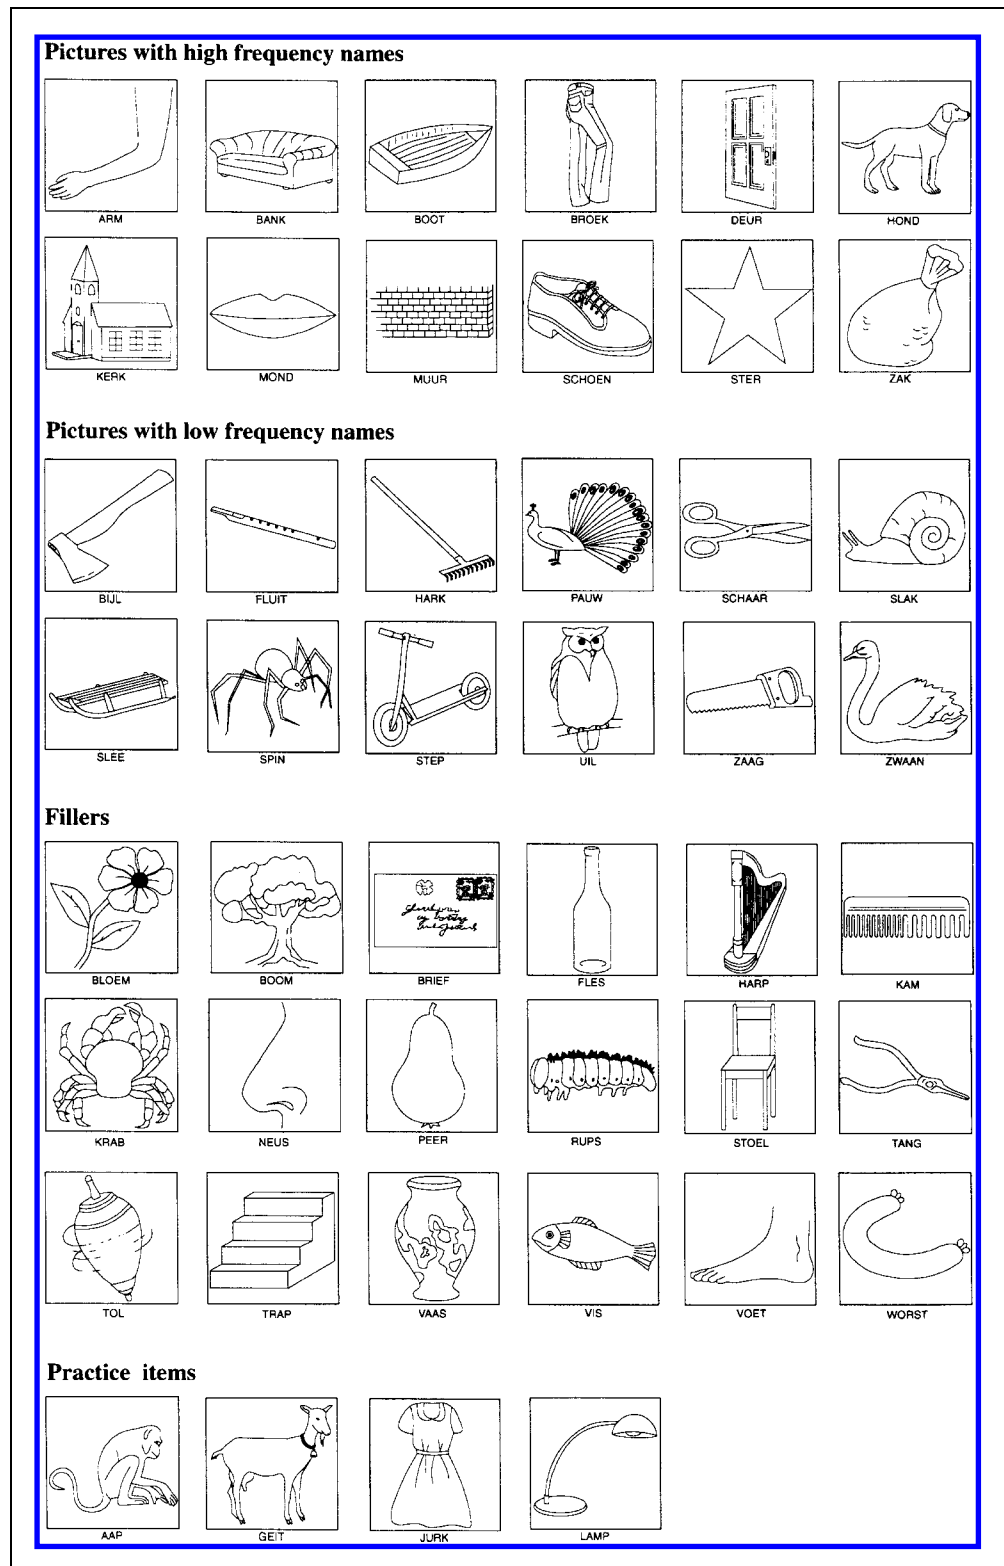 Pictures with high frequency names
ARM BANK BOOT BROEK DEUR HOND
KERK MOND MUUR SCHOEN STER ZAK
Pictures with low frequency names
BIJL FLUIT HARK PAUW SCHAAR SLAK
SLEE SPIN STEP UIL ZAAG ZWAAN
Fillers
BLOEM BOOM BRIEF FLES HARP KAM
KRAB NEUS PEER RUPS STOEL TANG
TOL TRAP VAAS VIS VOET WORST
Practice items
AAP GEIT JURK LAMP